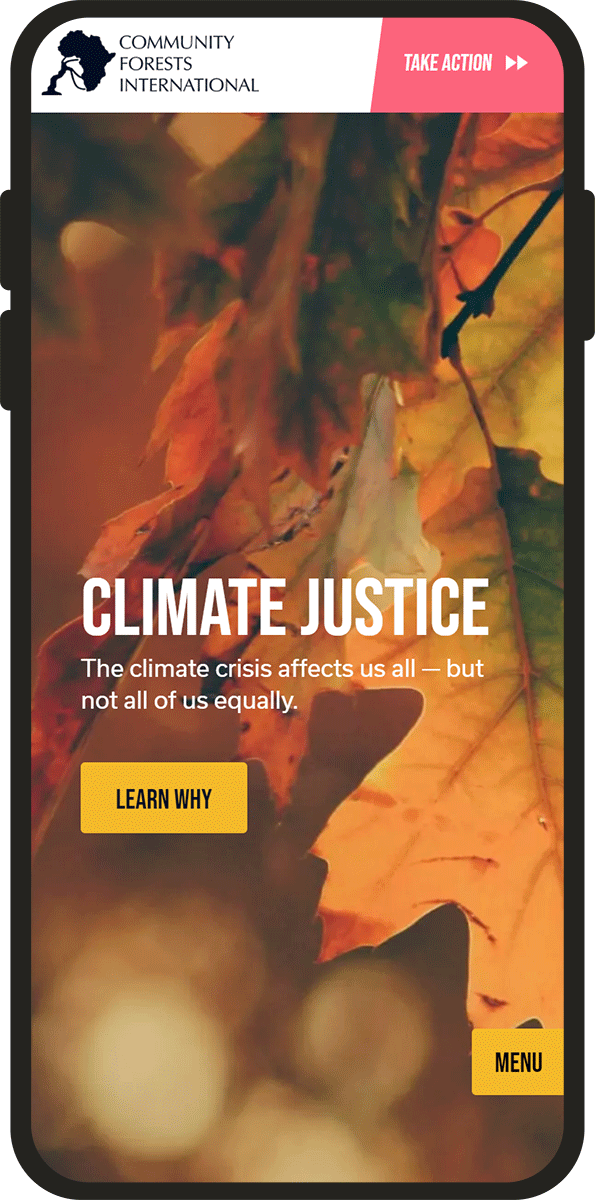 COMMUNITY
FORESTS
INTERNATIONAL
TAKE ACTION
CLIMATE JUSTICE
The climate crisis affects us all — but
not all of us equally.
LEARN WHY
MENU